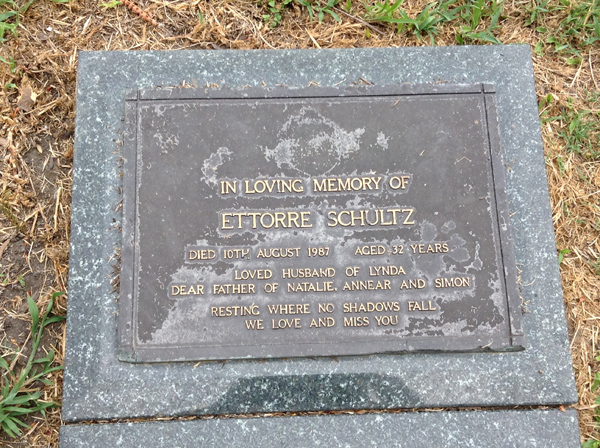 IN LOVING MEMORY OF
ETTORRE SCHULTZ
DIED 10TH AUGUST 1987 AGED 32 YEARS
LOVED HUSBAND OF LYNDA
DEAR FATHER OF NATALIE, ANNEAR AND SIMON
RESTING WHERE NO SHADOWS FALL
WE LOVE AND MISS YOU